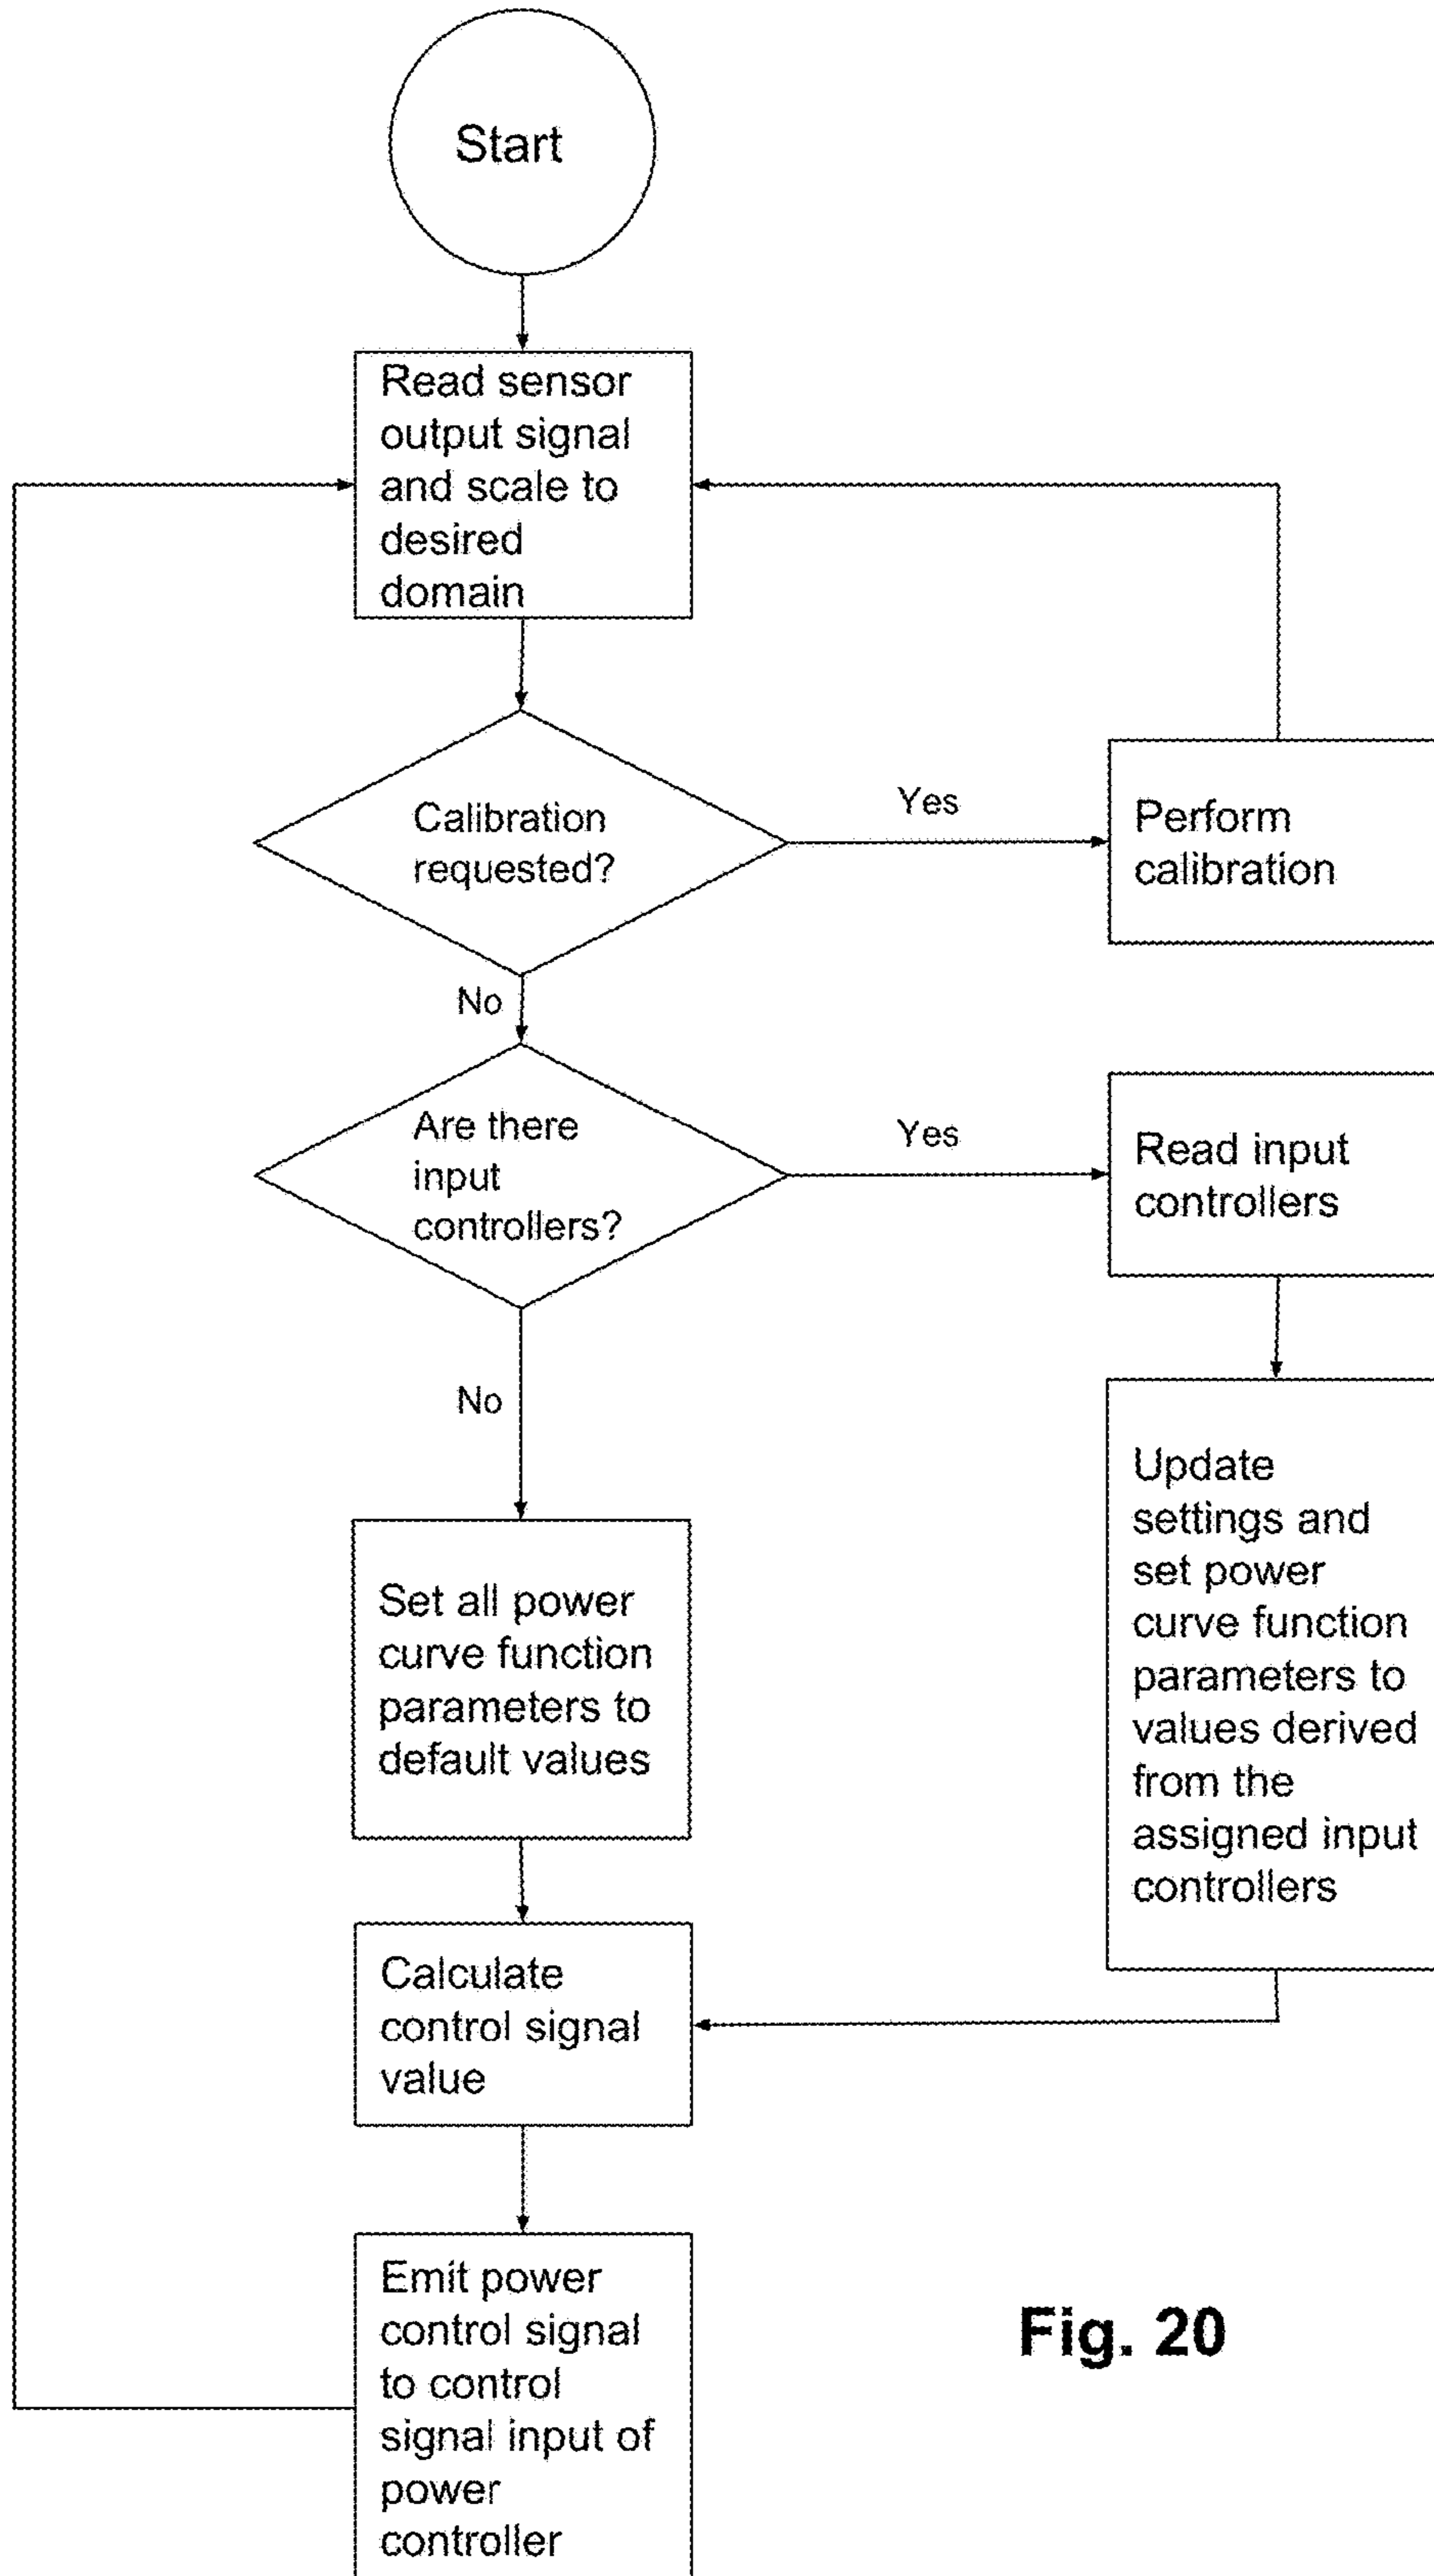 Start
Read sensor
output signal
and scale to
desired
domain
Calibration
requested?
Yes
Perform
calibration
No
Are there
input
controllers?
Yes
Read input
controllers
No
Update
settings and
set power
curve function
parameters to
values derived
from the
assigned input
controllers
Set all power
curve function
parameters to
default values
Calculate
control signal
value
Emit power
control signal
to control
signal input of
power
controller
Fig. 20